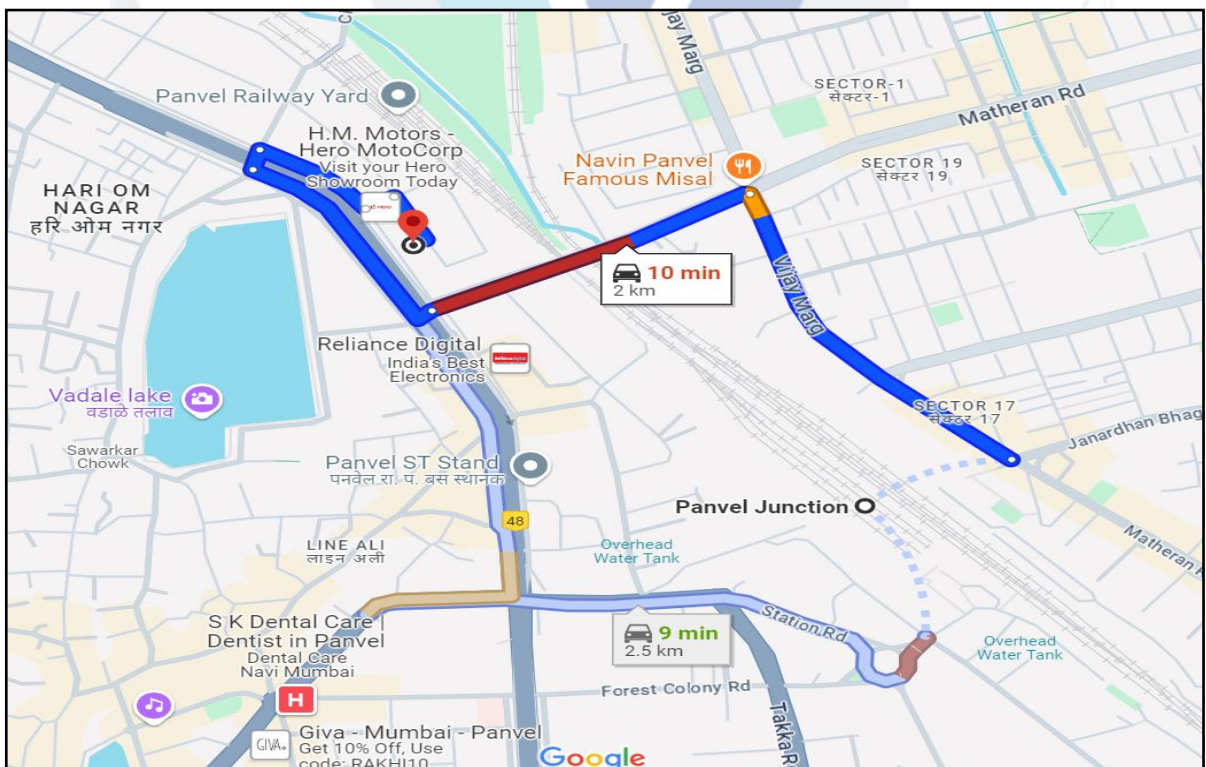 Vijay Marg
SECTOR-1
सेक्टर-1
Panvel Railway Yard
Matheran Rd
H.M. Motors -
Hero MotoCorp
Visit your Hero
Showroom Today
Navin Panvel
Famous Misal
SECTOR 19
सेक्टर 19
HARI OM
NAGAR
हरि ओम नगर
10 min
2 km
Vijay Marg
Reliance Digital
India's Best
Electronics
Vadale lake
वडाळे तलाव
SECTOR 17
सेक्टर 17
Janardhan Bhag
Sawarkar
Chowk
Panvel ST Stand
पनवेल रा. प. बस स्थानक
Panvel Junction
48
LINE ALI
लाइन अली
Overhead
Water Tank
Matheran R
S K Dental Care |
Dentist in Panvel
Dental Care
Navi Mumbai
9 min
2.5 km
Station Rd
Overhead
Water Tank
H
Forest Colony Rd
Takka Ro
GIVA
Giva - Mumbai - Panvel
Get 10% Off, Use
code: RAKHI10
Google